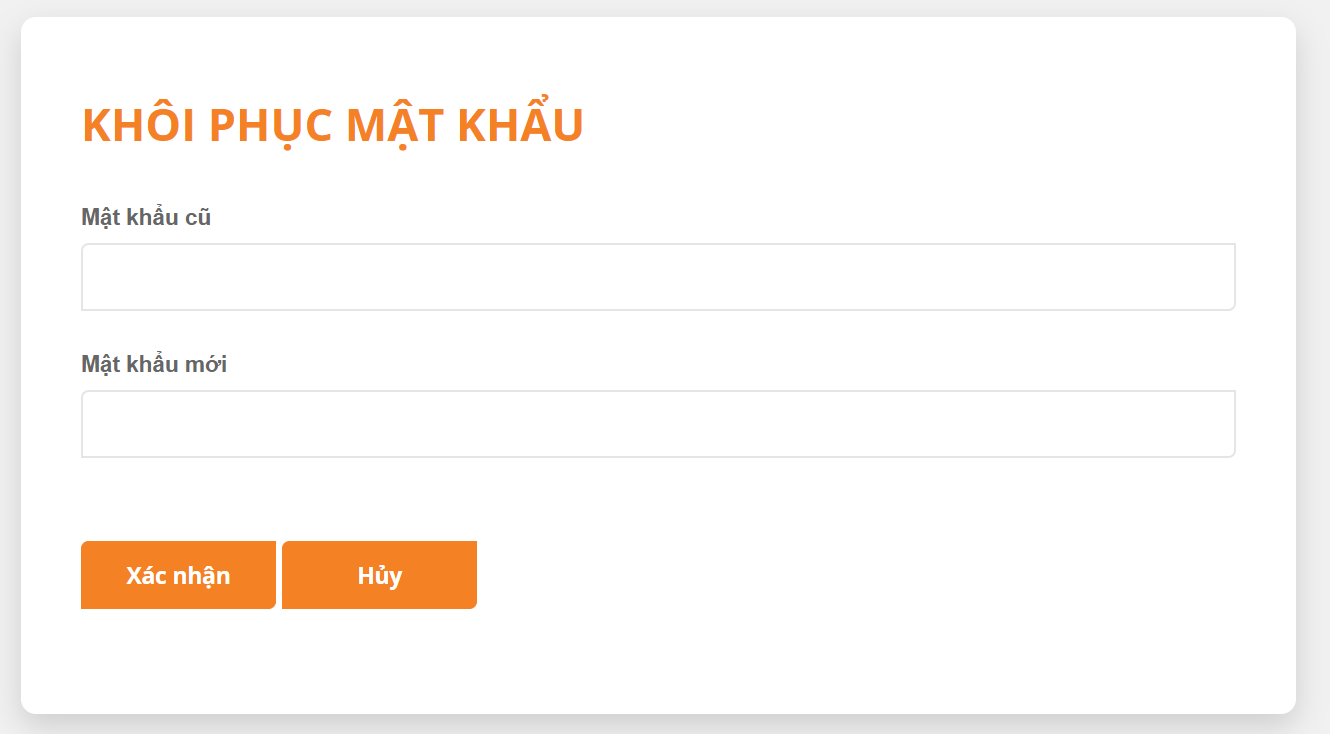 KHÔI PHỤC MẬT KHẨU
Mật khẩu cũ
Mật khẩu mới
Xác nhận
Hủy